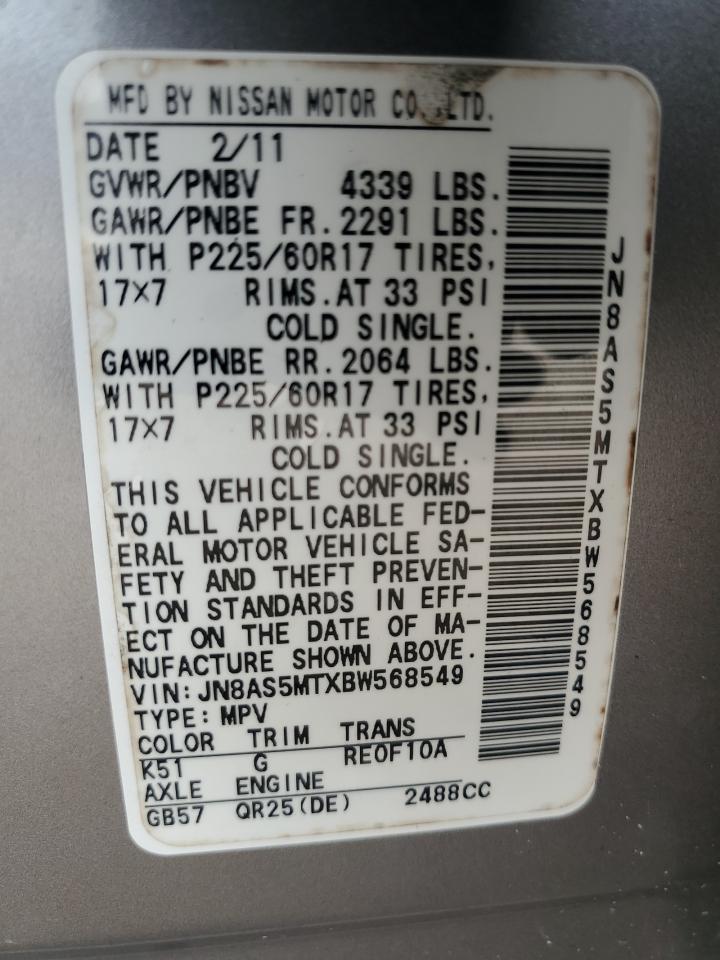 MFD BY NISSAN MOTOR CO.,LTD.
DATE 2/11
GVWR/PNBV 4339 LBS.
GAWR/PNBE FR.2291 LBS.
WITH P225/60R17 TIRES,
17×7 RIMS.AT 33 PSI
COLD SINGLE.
GAWR/PNBE RR.2064 LBS.
WITH P225/60R17 TIRES,
17×7 RIMS.AT 33 PSI
COLD SINGLE.
THIS VEHICLE CONFORMS
TO ALL APPLICABLE FED-
ERAL MOTOR VEHICLE SA-
FETY AND THEFT PREVEN-
TION STANDARDS IN EFF-
ECT ON THE DATE OF MA-
NUFACTURE SHOWN ABOVE.
VIN:JN8AS5MTXBW568549
TYPE:MPV
COLOR TRIM TRANS
K51 G RE0F10A
AXLE ENGINE
GB57 QR25(DE) 2488CC
JN8AS5MTXBW568549